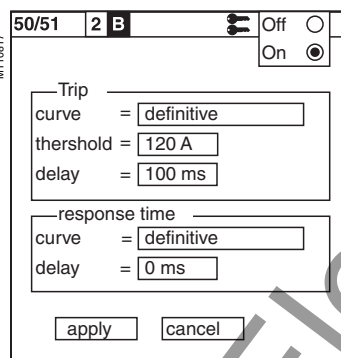 50/51 2 B Off
On
Trip
curve = definitive
thershold = 120 A
delay = 100 ms
response time
curve = definitive
delay = 0 ms
apply cancel